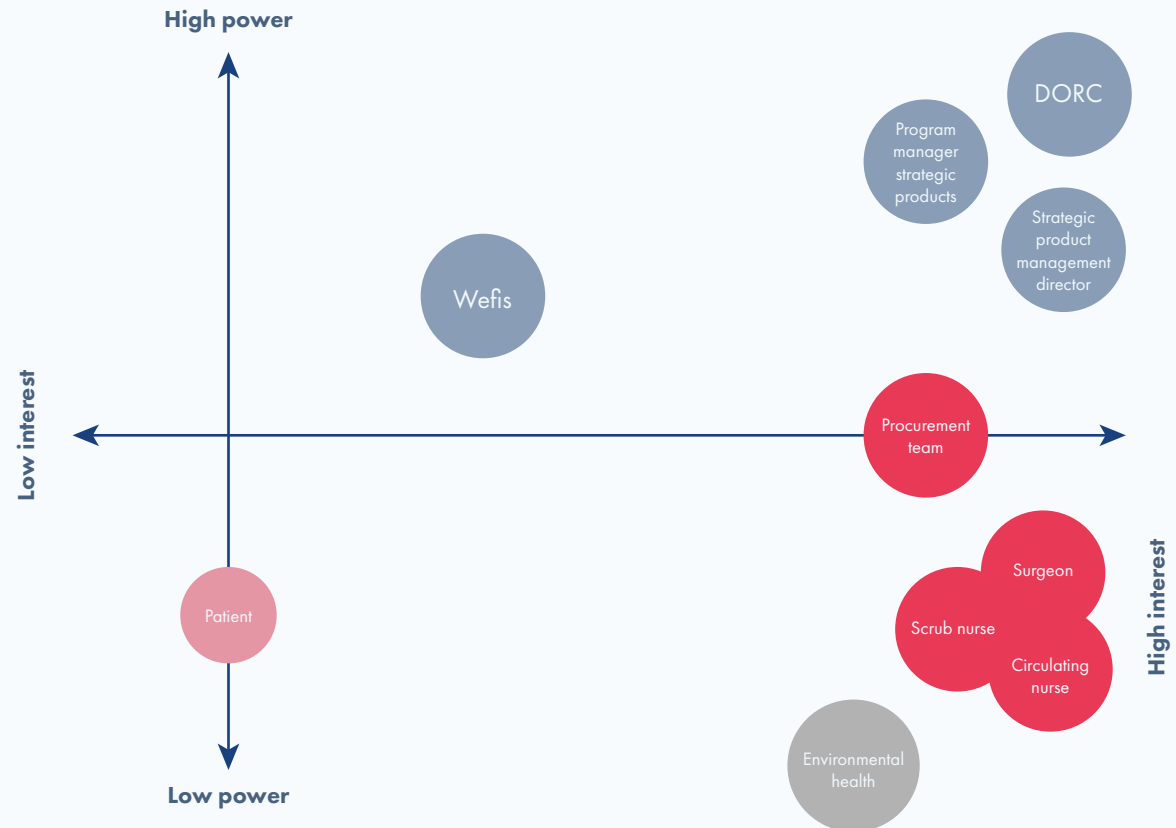 High power
DORC
Program
manager
strategic
products
Strategic
product
management
director
Wefis
Low interest
Procurement
team
High interest
Surgeon
Scrub nurse
Circulating
nurse
Patient
Environmental
health
Low power